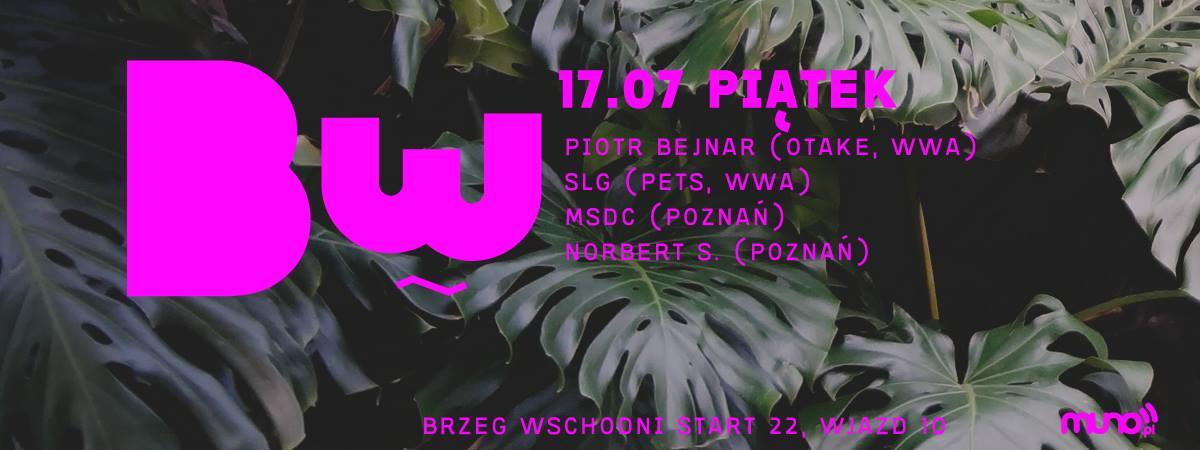 Bw
17.07 PIĄTEK
PIOTR BEJNAR (OTAKE, WWA)
SLG (PETS, WWA)
MSDC (POZNAŃ)
NORBERT S. (POZNAŃ)
BRZEG WSCHODNI START 22, WJAZD 10
muno.pl